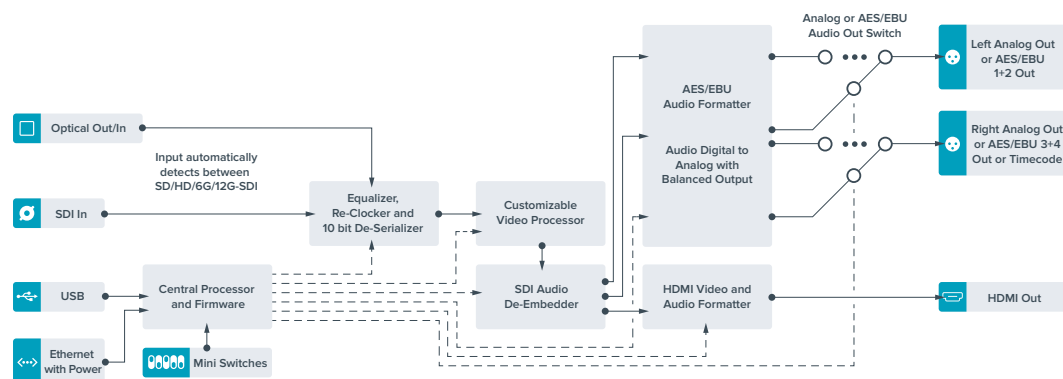 Analog or AES/EBU
Audio Out Switch
Left Analog Out
or AES/EBU
1+2 Out
AES/EBU
Audio Formatter
Optical Out/In
Right Analog Out
or AES/EBU 3+4
Out or Timecode
Input automatically
detects between
SD/HD/6G/12G-SDI
Audio Digital to
Analog with
Balanced Output
SDI In
Equalizer,
Re-Clocker and
10 bit De-Serializer
Customizable
Video Processor
USB
Central Processor
and Firmware
SDI Audio
De-Embedder
HDMI Video and
Audio Formatter
HDMI Out
Ethernet
with Power
Mini Switches